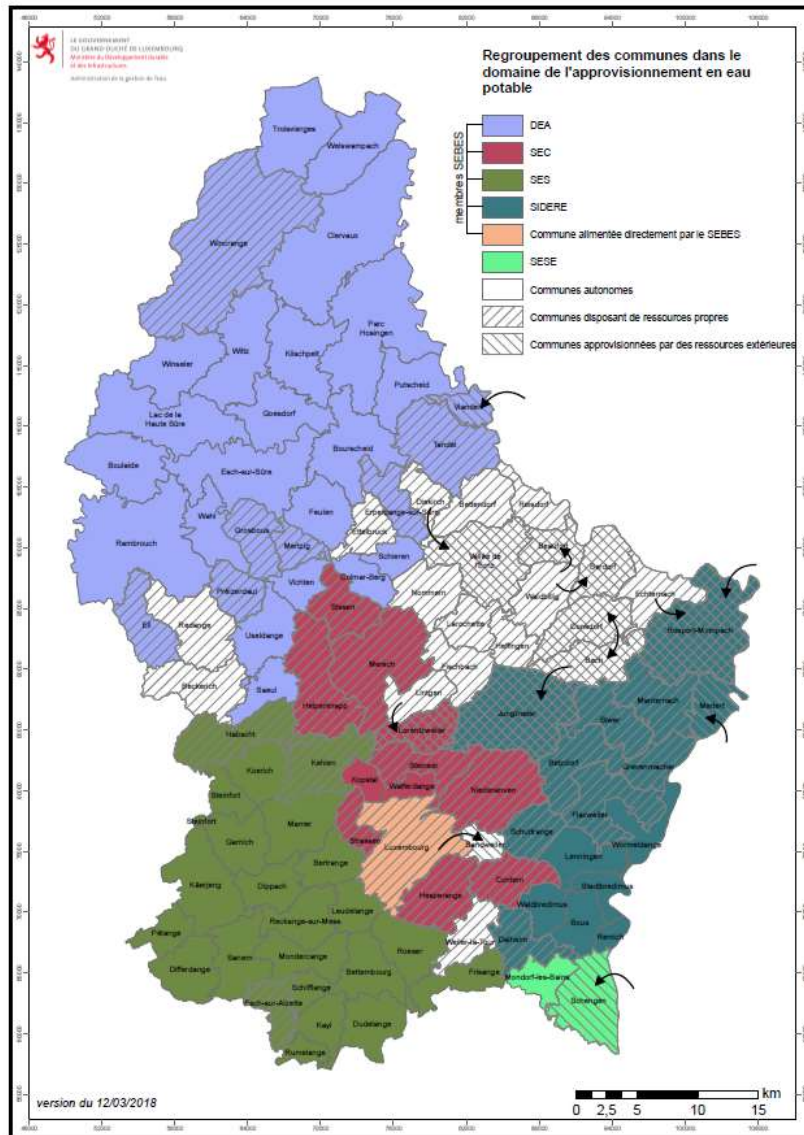 LE GOUVERNEMENT
DU GRAND-DUCHÉ DE LUXEMBOURG
Ministère du Développement durable
et des Infrastructures
Administration de la gestion de l'eau
Regroupement des communes dans le
domaine de l'approvisionnement en eau
potable
membres SEBES
DEA
SEC
SES
SIDERE
Commune alimentée directement par le SEBES
SESE
Communes autonomes
Communes disposant de ressources propres
Communes approvisionnées par des ressources extérieures
Troisvierges
Weiswampach
Wincrange
Clervaux
Parc
Hosingen
Wiltz
Kiischpelt
Winseler
Putscheid
Vianden
Lac de la
Haute Sûre
Goesdorf
Tandel
Bourscheid
Boulaide
Esch-sur-Sûre
Diekirch
Bettendorf
Reisdorf
Feulen
Erpeldange-sur-Sûre
Ettelbruck
Wahl
Grosbous
Mertzig
Rambrouch
Schieren
Vallée de
l'Ernz
Beaufort
Berdorf
Colmar-Berg
Vichten
Préizerdaul
Nommern
Waldbillig
Echternach
Ell
Redange
Bissen
Useldange
Larochette
Consdorf
Rosport-Mompach
Mersch
Heffingen
Bech
Fischbach
Saeul
Beckerich
Lintgen
Helperknapp
Junglinster
Manternach
Mertert
Lorentzweiler
Biwer
Habscht
Kehlen
Steinsel
Betzdorf
Grevenmacher
Koerich
Kopstal
Walferdange
Niederanven
Steinfort
Steinfort
Mamer
Flaxweiler
Garnich
Strassen
Luxembourg
Sandweiler
Schuttrange
Wormeldange
Bertrange
Lenningen
Contern
Stadtbredimus
Käerjeng
Dippach
Hesperange
Waldbredimus
Leudelange
Reckange-sur-Mess
Bous
Pétange
Weiler-la-Tour
Dalheim
Remich
Roeser
Sanem
Mondercange
Differdange
Bettembourg
Frisange
Mondorf-les-Bains
Schifflange
Schengen
Esch-sur-Alzette
Kayl
Dudelange
Rumelange
version du 12/03/2018
km
0 2,5 5 10 15